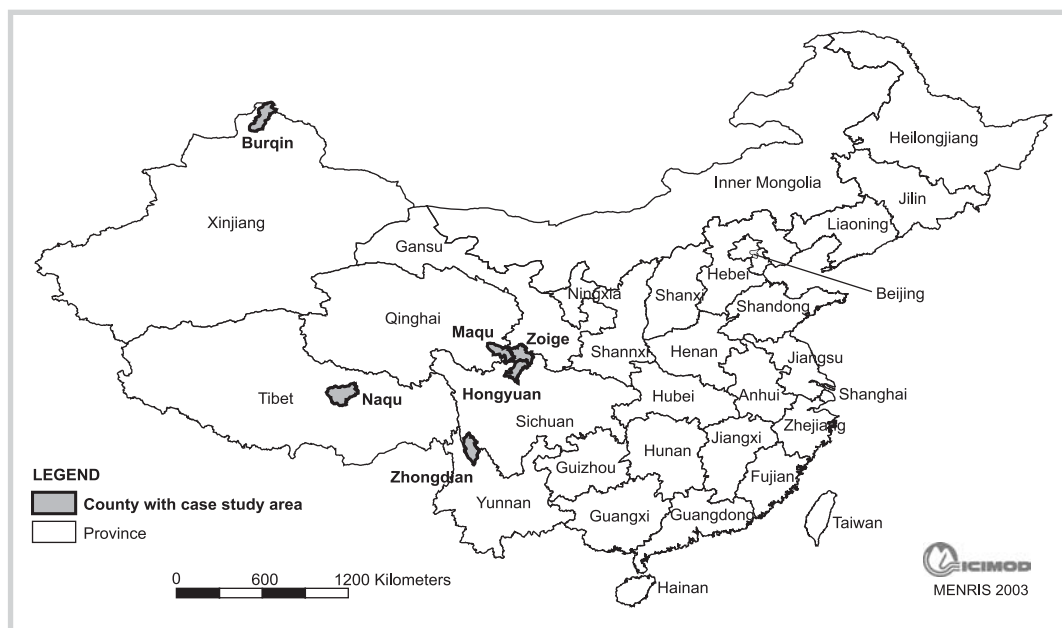 Heilongjiang
Burqin
Inner Mongolia
Jilin
Xinjiang
Liaoning
Gansu
Hebei
Beijing
Ningxia
Shanxi
Shandong
Qinghai
Maqu
Zoige
Shannxi
Henan
Jiangsu
Tibet
Naqu
Hongyuan
Hubei
Anhui
Shanghai
Sichuan
Zhejiang
Hunan
Jiangxi
LEGEND
Zhongdian
Guizhou
Fujian
County with case study area
Yunnan
Guangxi
Guangdong
Taiwan
Province
0 600 1200 Kilometers
ICIMOD
Hainan
MENRIS 2003